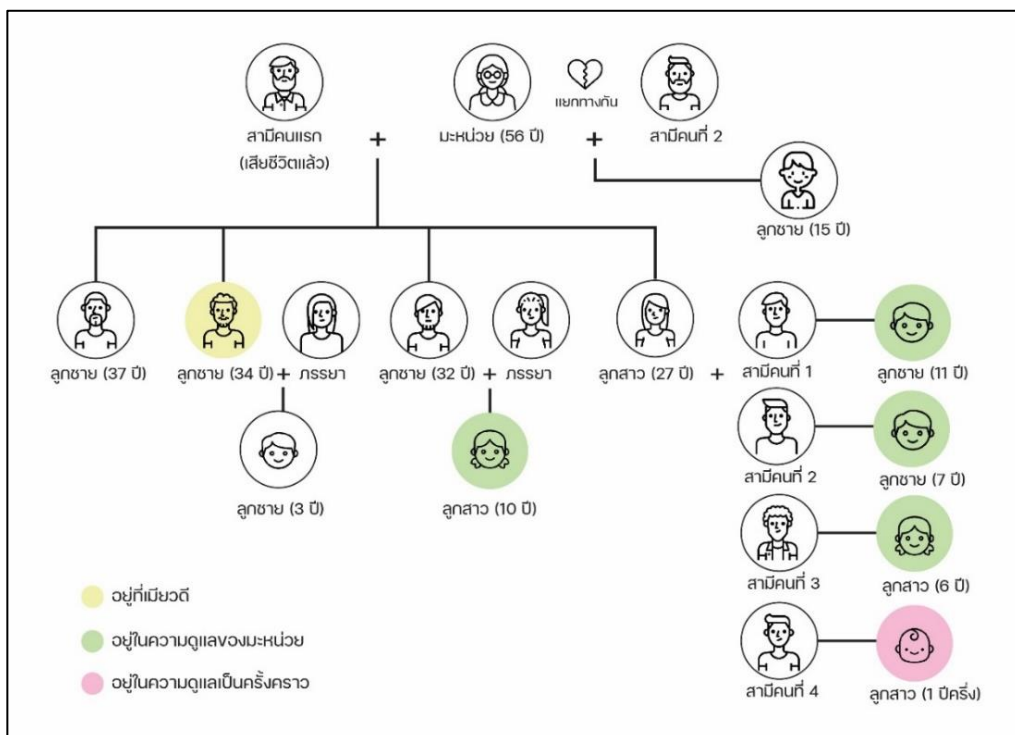 แยกทางกัน
สามีคนแรก
(เสียชีวิตแล้ว)
+
มะหน่วย (56 ปี)
+
สามีคนที่ 2
ลูกชาย (15 ปี)
ลูกชาย (37 ปี)
ลูกชาย (34 ปี) + ภรรยา
ลูกชาย (32 ปี) + ภรรยา
ลูกสาว (27 ปี) +
สามีคนที่ 1
ลูกชาย (11 ปี)
สามีคนที่ 2
ลูกชาย (7 ปี)
ลูกชาย (3 ปี)
ลูกสาว (10 ปี)
สามีคนที่ 3
ลูกสาว (6 ปี)
สามีคนที่ 4
ลูกสาว (1 ปีครึ่ง)
อยู่ที่เมียวดี
อยู่ในความดูแลของมะหน่วย
อยู่ในความดูแลเป็นครั้งคราว